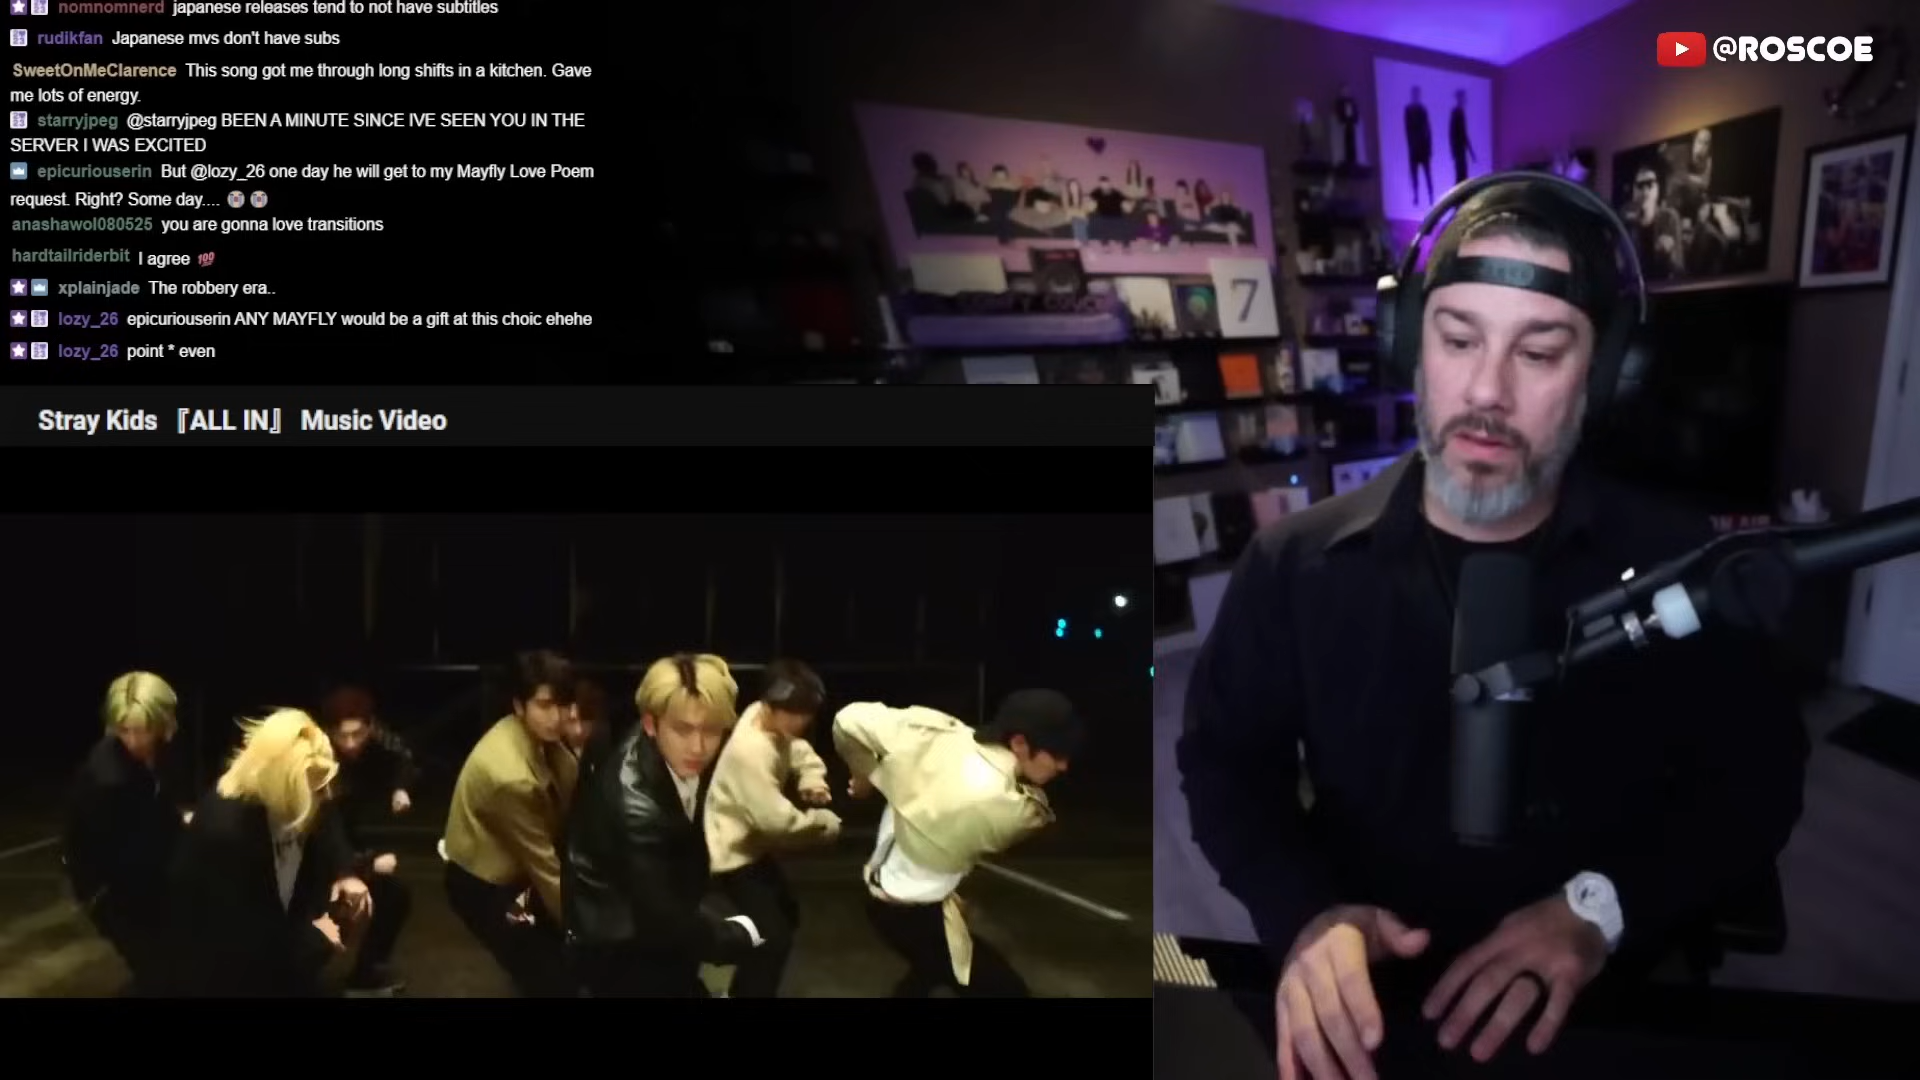 nomnomnerd japanese releases tend to not have subtitles
@ROSCOE
rudikfan Japanese mvs don't have subs
SweetOnMeClarence This song got me through long shifts in a kitchen. Gave
me lots of energy.
starryjpeg @starryjpeg BEEN A MINUTE SINCE IVE SEEN YOU IN THE
SERVER I WAS EXCITED
epicuriouserin But @lozy_26 one day he will get to my Mayfly Love Poem
request. Right? Some day....
anashawol080525 you are gonna love transitions
hardtailriderbit I agree 💯
xplainjade The robbery era..
lozy_26 epicuriouserin ANY MAYFLY would be a gift at this choic ehehe
lozy_26 point * even
7
Stray Kids 『ALL IN』 Music Video